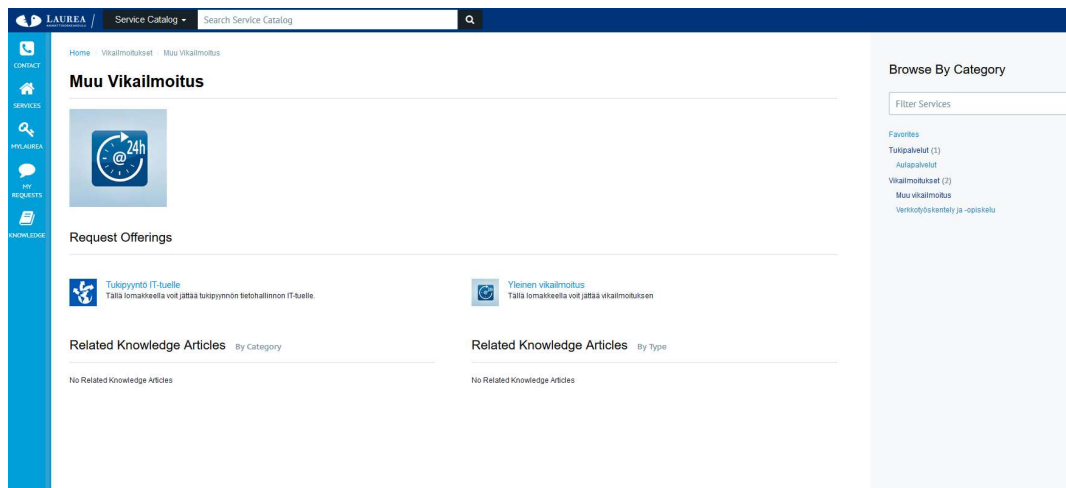 LAUREA
Service Catalog
Search Service Catalog
CONTACT
SERVICES
MYLAUREA
MY
REQUESTS
KNOWLEDGE
Home Vikailmoitukset Muu Vikailmoitus
Muu Vikailmoitus
@ 24h
Request Offerings
Tukipyyntö IT-tuelle
Tällä lomakkeella voit jättää tukipynnön tietohallinnon IT-tuelle.
Yleinen vikailmoitus
Tällä lomakkeella voit jättää vikailmoituksen
Related Knowledge Articles By Category
No Related Knowledge Articles
Related Knowledge Articles By Type
No Related Knowledge Articles
Browse By Category
Filter Services
Favorites
Tukipalvelut (1)
Aulapalvelut
Vikailmoitukset (2)
Muu vikailmoitus
Verkkotyöskentely ja -opiskelu